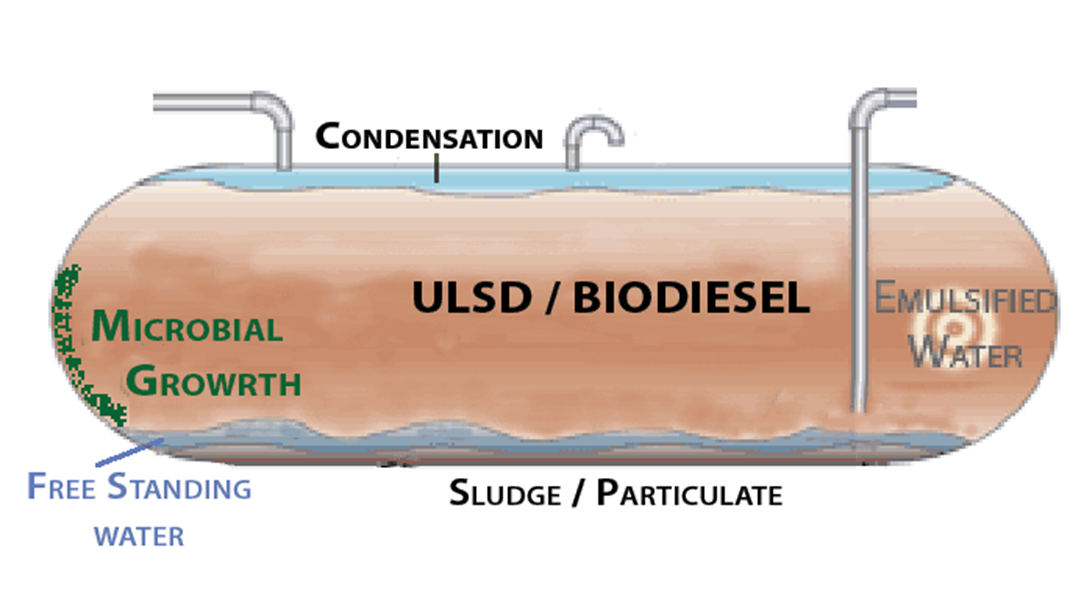 CONDENSATION
ULSD / BIODIESEL
EMULSIFIED
WATER
MICROBIAL
GROWRTH
FREE STANDING
WATER
SLUDGE / PARTICULATE